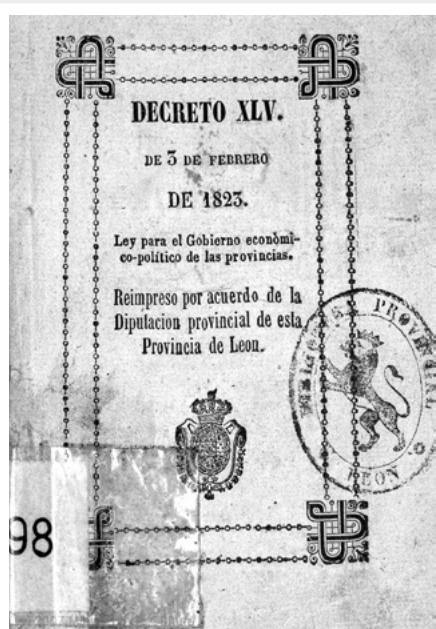 DECRETO XLV.
DE 3 DE FEBRERO
DE 1823.
Ley para el Gobierno económi-
co-político de las provincias.
Reimpreso por acuerdo de la
Diputacion provincial de esta
Provincia de Leon.
BIBLIOTECA PROVINCIAL
LEON
98